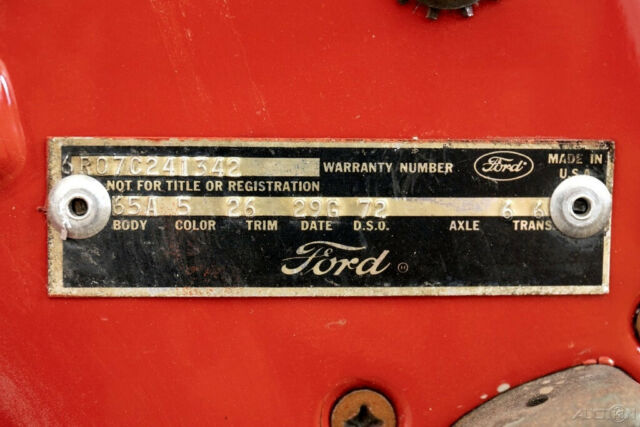 6R07C241342 WARRANTY NUMBER Ford MADE IN U.S.A.
NOT FOR TITLE OR REGISTRATION
65A 5 26 29G 72 6 6
BODY COLOR TRIM DATE D.S.O. AXLE TRANS.
Ford